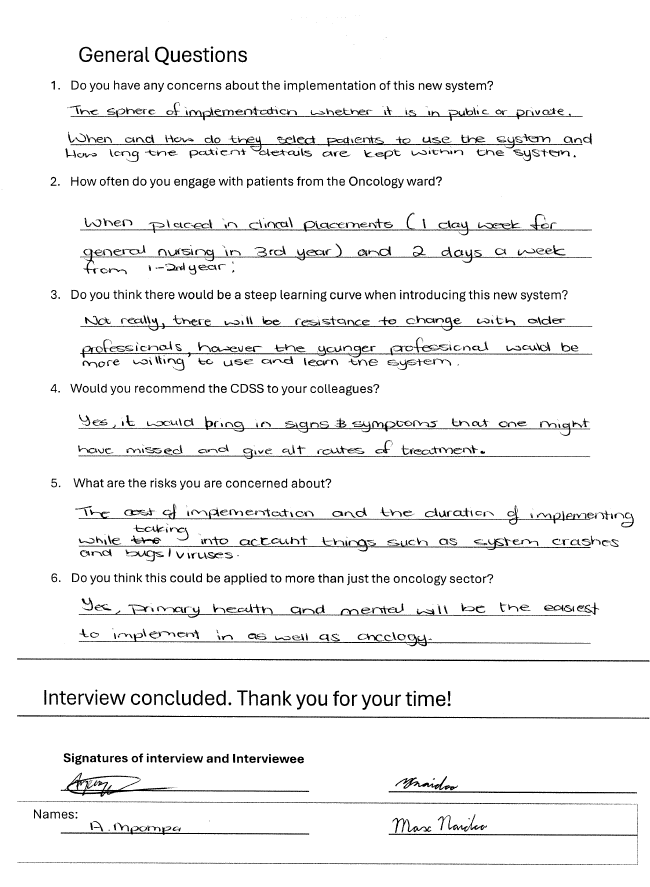 General Questions
1. Do you have any concerns about the implementation of this new system?
The sphere of implementation whether it is in public or private.
When and How do they select patients to use the system and
How long the patient details are kept within the system.
2. How often do you engage with patients from the Oncology ward?
When placed in clinical placements (1 day week for
general nursing in 3rd year) and 2 days a week
from 1-2nd year;
3. Do you think there would be a steep learning curve when introducing this new system?
Not really, there will be resistance to change with older
professionals, however the younger professional would be
more willing to use and learn the system.
4. Would you recommend the CDSS to your colleagues?
Yes, it would bring in signs & symptoms that one might
have missed and give alt routes of treatment.
5. What are the risks you are concerned about?
The cost of implementation and the duration of implementing
taking
while the into account things such as system crashes
and bugs/viruses.
6. Do you think this could be applied to more than just the oncology sector?
Yes, primary health and mental will be the easiest
to implement in as well as oncology.
Interview concluded. Thank you for your time!
Signatures of interview and Interviewee
Naidoo
Names:
A. Mpompa
Marc Naidoo